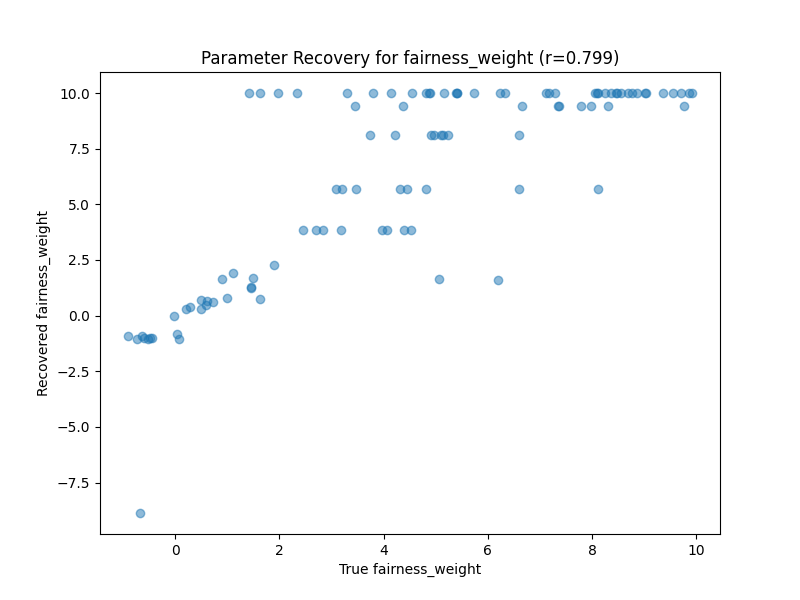 Parameter Recovery for fairness_weight (r=0.799)
10.0
7.5
5.0
2.5
0.0
−2.5
−5.0
−7.5
Recovered fairness_weight
0 2 4 6 8 10
True fairness_weight